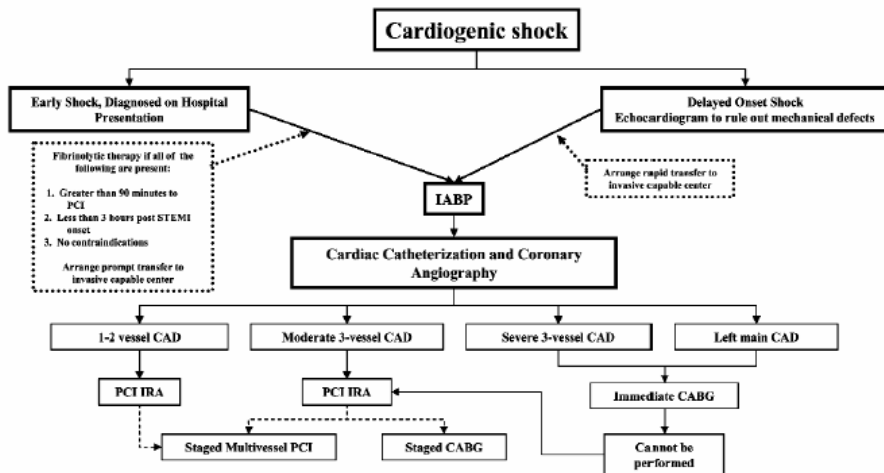 Cardiogenic shock
Early Shock, Diagnosed on Hospital
Presentation
Delayed Onset Shock
Echocardiogram to rule out mechanical defects
Fibrinolytic therapy if all of the
following are present:
1. Greater than 90 minutes to
PCI
2. Less than 3 hours post STEMI
onset
3. No contraindications
Arrange prompt transfer to
invasive capable center
Arrange rapid transfer to
invasive capable center
IABP
Cardiac Catheterization and Coronary
Angiography
1-2 vessel CAD
Moderate 3-vessel CAD
Severe 3-vessel CAD
Left main CAD
PCI IRA
PCI IRA
Immediate CABG
Staged Multivessel PCI
Staged CABG
Cannot be
performed